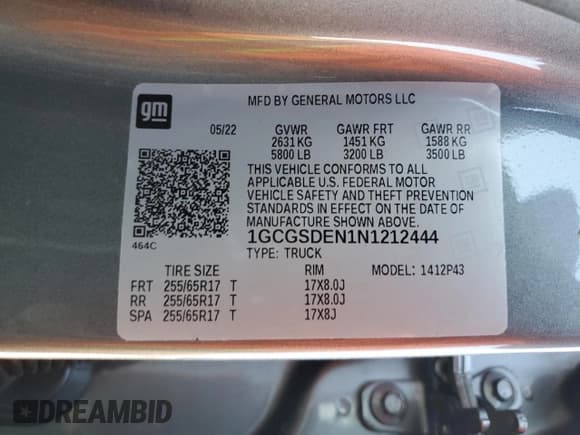 gm
MFD BY GENERAL MOTORS LLC
05/22 GVWR GAWR FRT GAWR RR
2631 KG 1451 KG 1588 KG
5800 LB 3200 LB 3500 LB
THIS VEHICLE CONFORMS TO ALL
APPLICABLE U.S. FEDERAL MOTOR
VEHICLE SAFETY AND THEFT PREVENTION
STANDARDS IN EFFECT ON THE DATE OF
MANUFACTURE SHOWN ABOVE.
464C 1GCGSDEN1N1212444
TYPE: TRUCK
TIRE SIZE RIM MODEL: 1412P43
FRT 255/65R17 T 17X8.0J
RR 255/65R17 T 17X8.0J
SPA 255/65R17 T 17X8J
DREAMBID